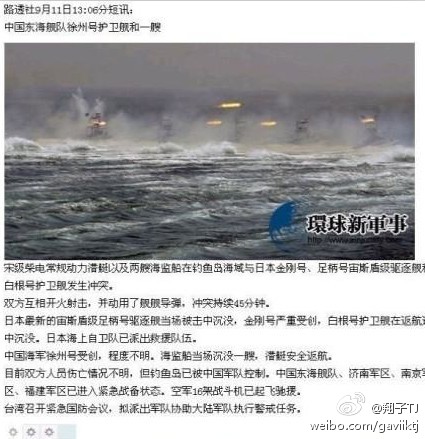 路透社9月11日13:06分短讯:
中国东海舰队徐州号护卫舰和一艘
環球新軍事
宋级柴电常规动力潜艇以及两艘海监船在钓鱼岛海域与日本金刚号、足柄号宙斯盾级驱逐舰和
白根号护卫舰发生冲突。
双方互相开火射击，并动用了舰舰导弹，冲突持续45分钟。
日本最新的宙斯盾级足柄号驱逐舰当场被击中沉没，金刚号严重受创，白根号护卫舰在返航途
中沉没。日本海上自卫队已派出救援队伍。
中国海军徐州号受创，程度不明。海监船当场沉没一艘，潜艇安全返航。
目前双方人员伤亡情况不明，但钓鱼岛已被中国军队控制。中国东海舰队、济南军区、南京军
区、福建军区已进入紧急战备状态。空军16架战斗机已起飞驰援。
台湾召开紧急国防会议，拟派出军队协助大陆军队执行警戒任务。
@翔子TJ
weibo.com/gaviiktj